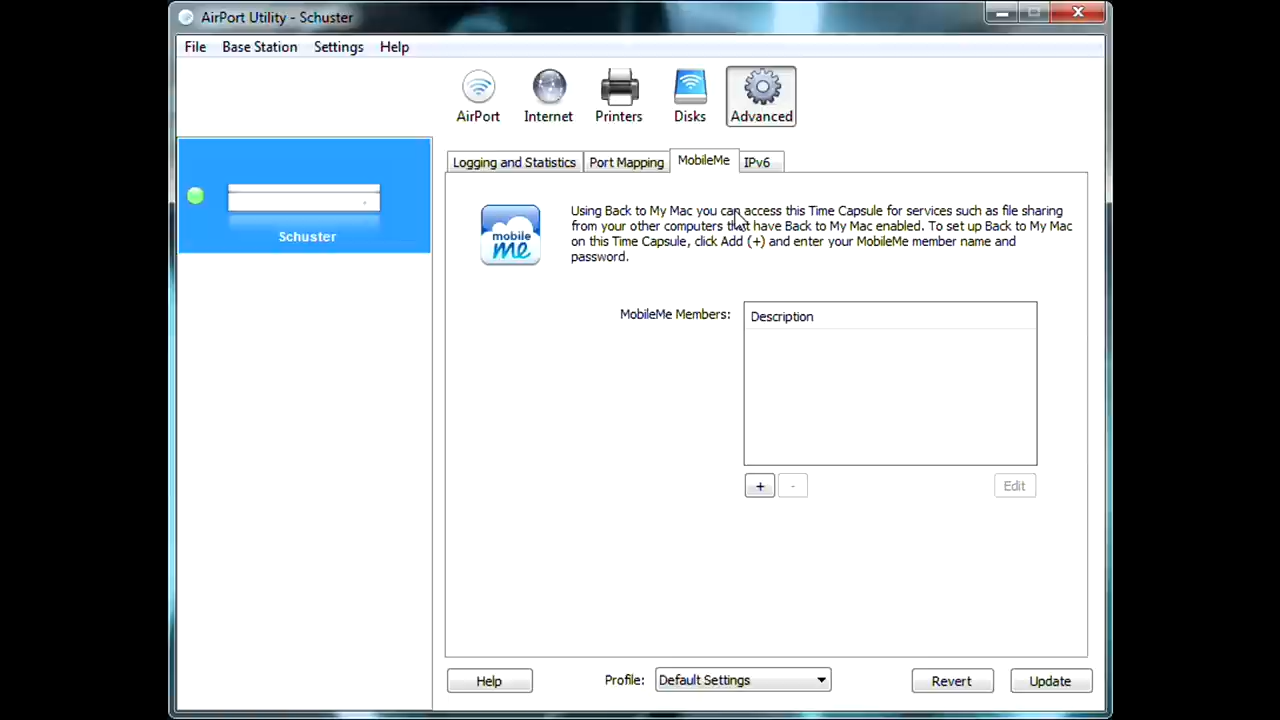 AirPort Utility - Schuster
File Base Station Settings Help
AirPort Internet Printers Disks Advanced
Logging and Statistics Port Mapping MobileMe IPv6
Schuster
mobile
me
Using Back to My Mac you can access this Time Capsule for services such as file sharing
from your other computers that have Back to My Mac enabled. To set up Back to My Mac
on this Time Capsule, click Add (+) and enter your MobileMe member name and
password.
MobileMe Members:
Description
+ - Edit
Help Profile: Default Settings Revert Update